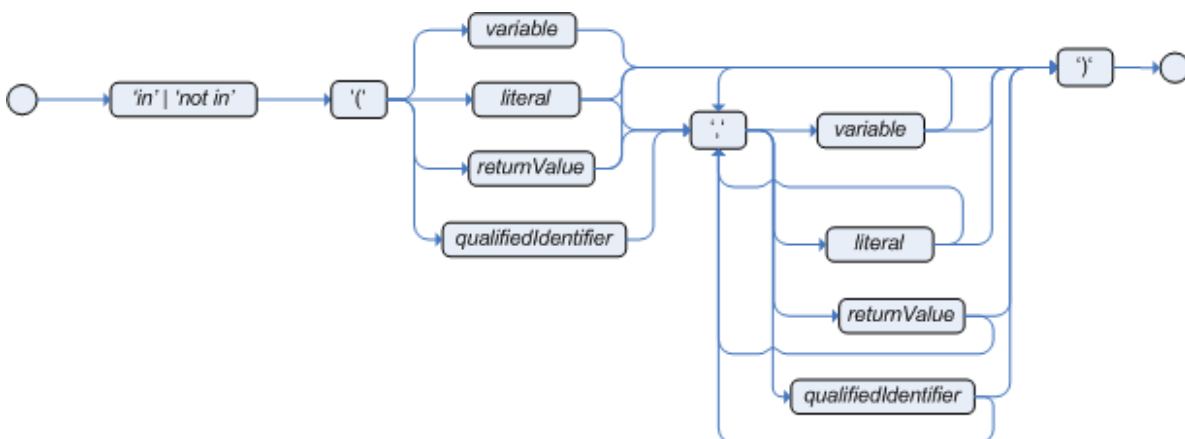 variable
'in' | 'not in'
'('
literal
returnValue
qualifiedIdentifier
','
variable
literal
returnValue
qualifiedIdentifier
')'